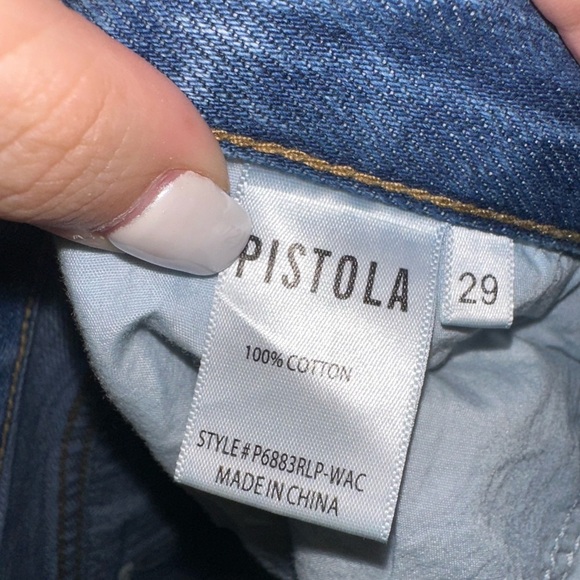 PISTOLA
29
100% COTTON
STYLE# P6883RLP-WAC
MADE IN CHINA